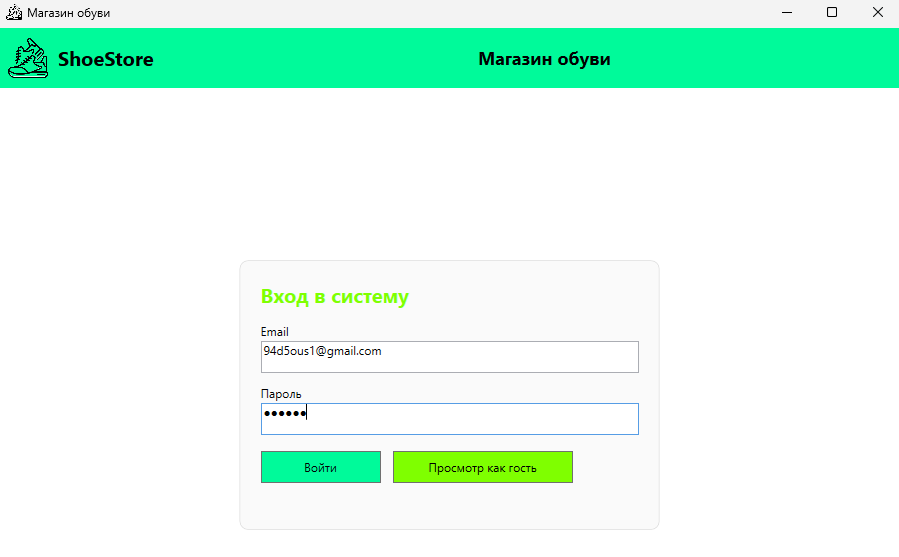 Магазин обуви
ShoeStore
Магазин обуви
Вход в систему
Email
94d5ous1@gmail.com
Пароль
••••••
Войти
Просмотр как гость